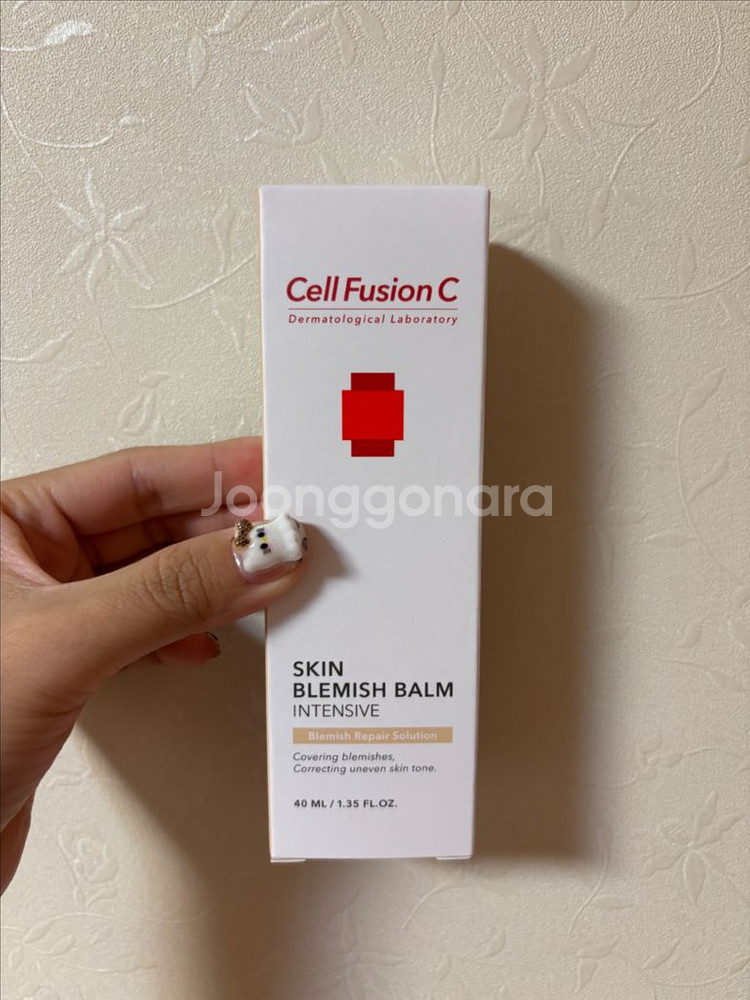 Cell Fusion C
Dermatological Laboratory
Joonggonara
SKIN
BLEMISH BALM
INTENSIVE
Blemish Repair Solution
Covering blemishes,
Correcting uneven skin tone.
40 ML / 1.35 FL.OZ.